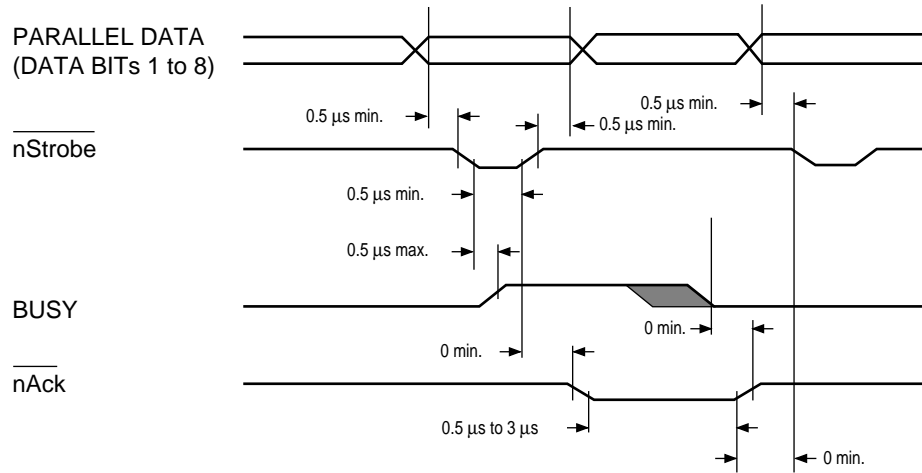 PARALLEL DATA
(DATA BITs 1 to 8)
0.5 µs min.
0.5 µs min.
0.5 µs min.
nStrobe
0.5 µs min.
0.5 µs max.
BUSY
0 min.
0 min.
nAck
0.5 µs to 3 µs
0 min.